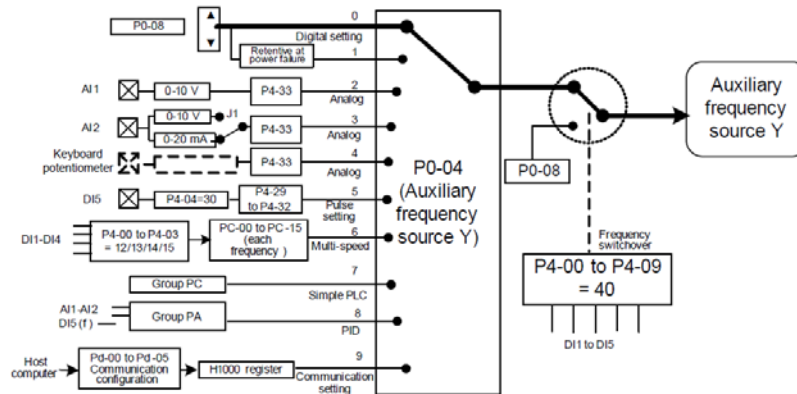 P0-08
0
Digital setting
Retentive at
power failure
1
AI1
0-10 V
P4-33
2
Analog
AI2
0-10 V
0-20 mA
J1
P4-33
3
Analog
Keyboard
potentiometer
P4-33
4
Analog
DI5
P4-04=30
P4-29
to P4-32
5
Pulse
setting
DI1-DI4
P4-00 to P4-03
= 12/13/14/15
PC-00 to PC-15
(each
frequency )
6
Multi-speed
Group PC
7
Simple PLC
AI1-AI2
DI5 (f)
Group PA
8
PID
Host
computer
Pd-00 to Pd-05
Communication
configuration
H1000 register
9
Communication
setting
P0-04
(Auxiliary
frequency
source Y)
P0-08
Frequency
switchover
P4-00 to P4-09
= 40
DI1 to DI5
Auxiliary
frequency
source Y